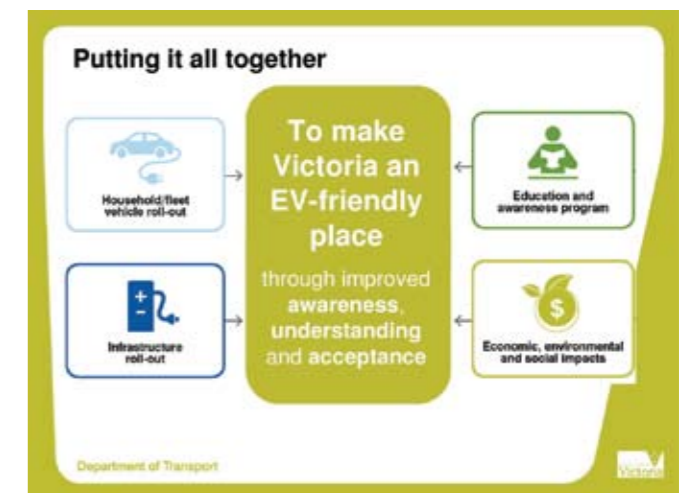 Putting it all together
Household/fleet
vehicle roll-out
Infrastructure
roll-out
To make
Victoria an
EV-friendly
place
through improved
awareness,
understanding
and acceptance
Education and
awareness program
$
Economic, environmental
and social impacts
Department of Transport
Victoria